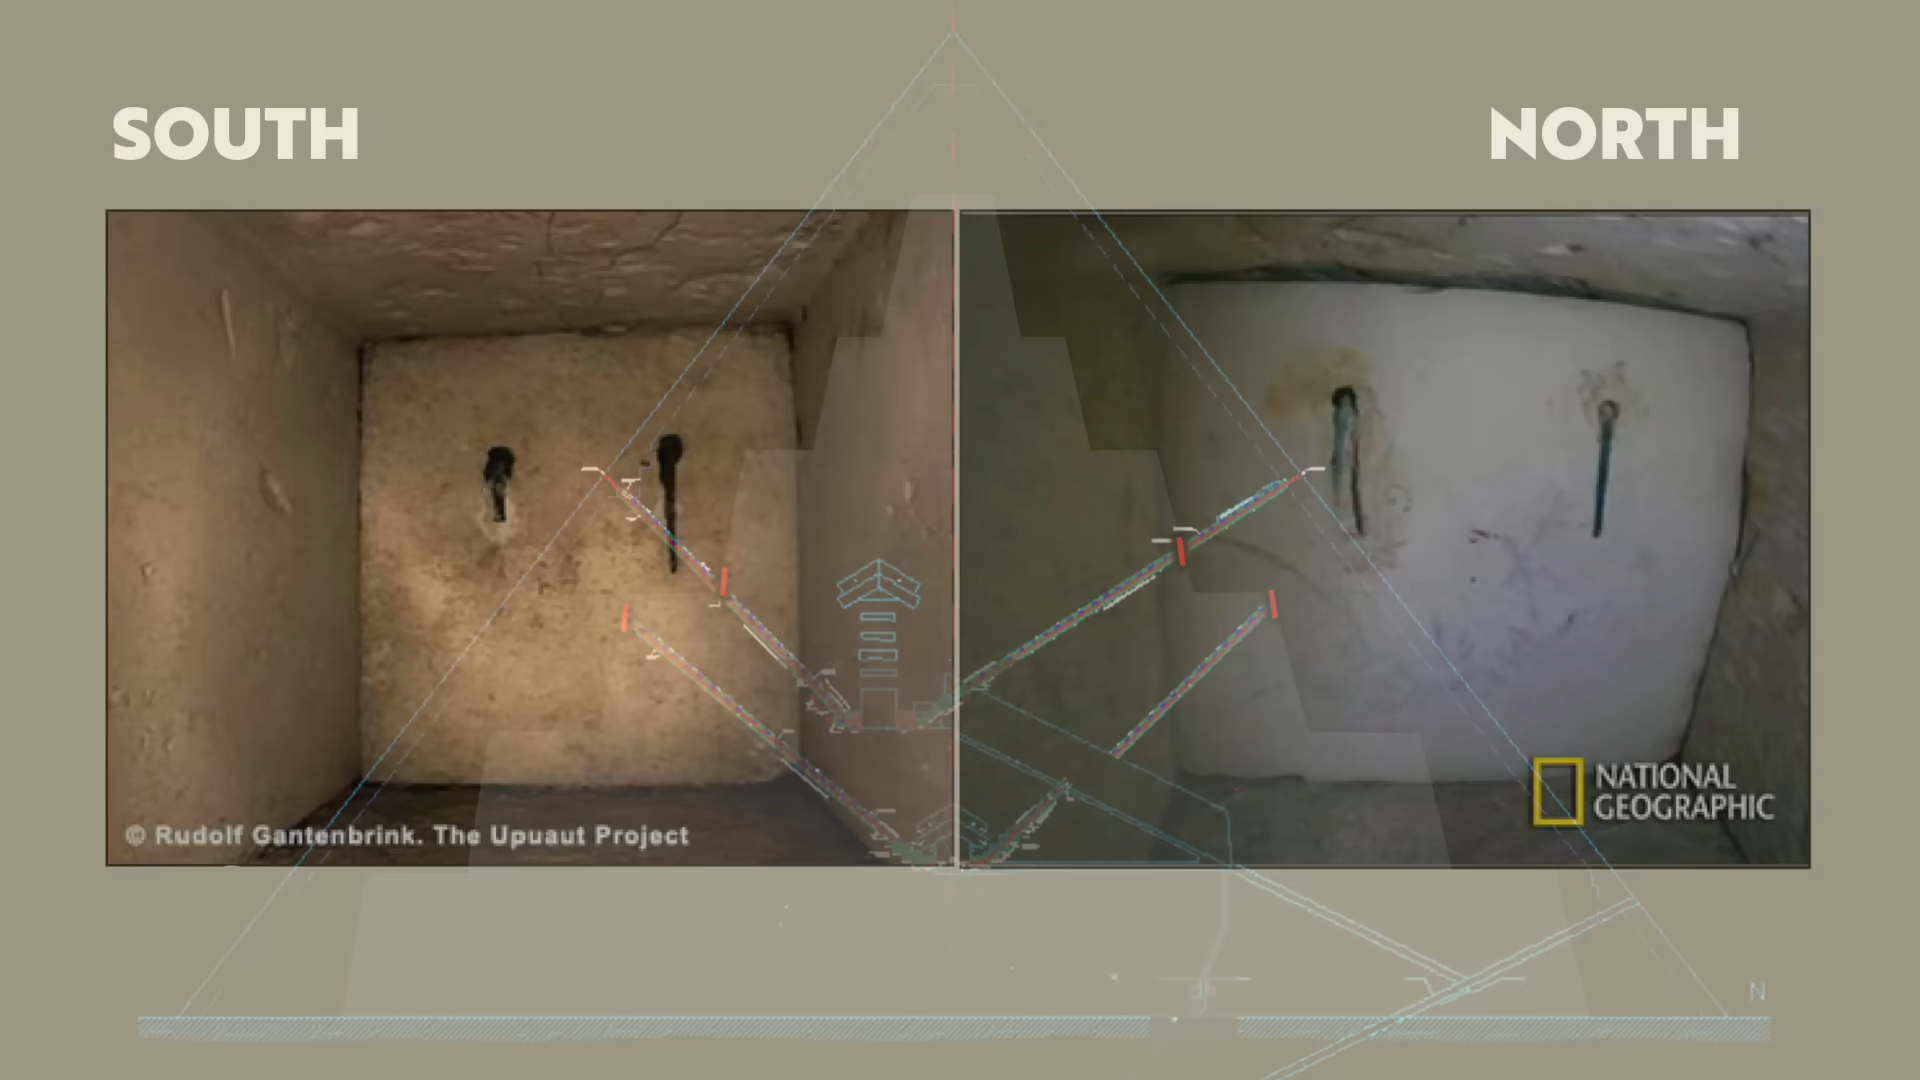 SOUTH
NORTH
© Rudolf Gantenbrink. The Upuaut Project
NATIONAL
GEOGRAPHIC
N